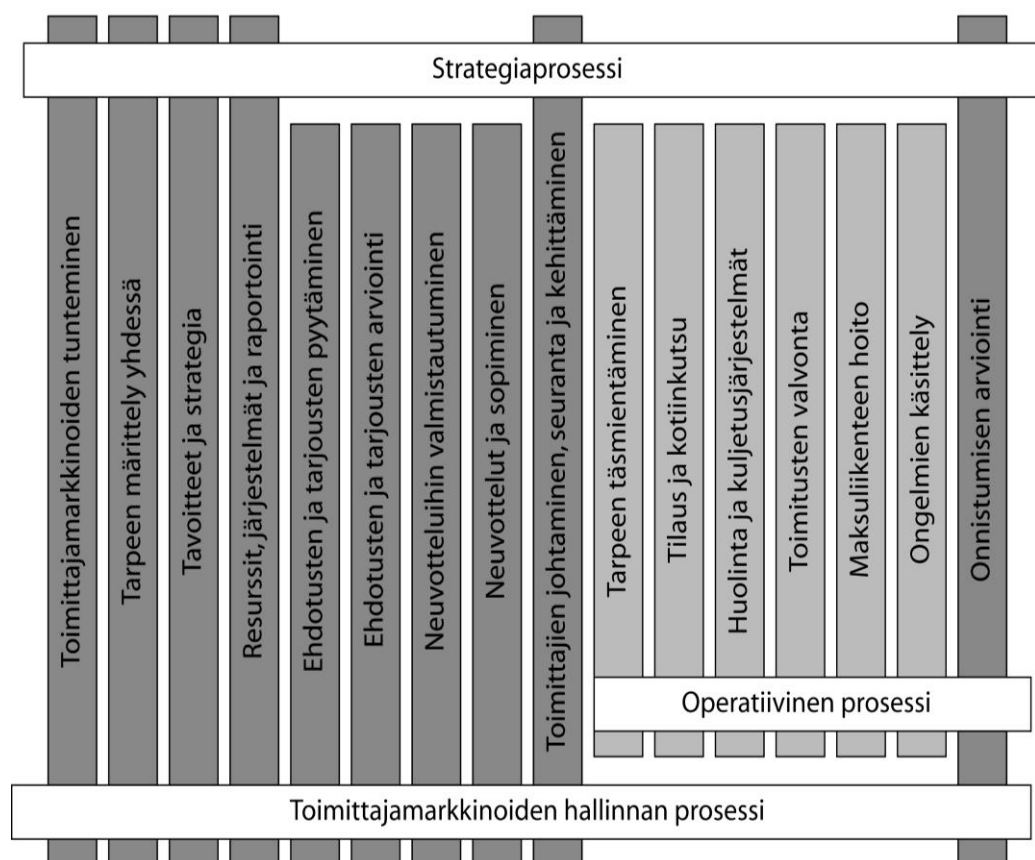 Strategiaprosessi
Toimittajamarkkinoiden tunteminen
Tarpeen märittely yhdessä
Tavoitteet ja strategia
Resurssit, järjestelmät ja raportointi
Ehdotusten ja tarjousten pyytäminen
Ehdotusten ja tarjousten arviointi
Neuvotteluihin valmistautuminen
Neuvottelut ja sopiminen
Toimittajien johtaminen, seuranta ja kehittäminen
Tarpeen täsmientäminen
Tilaus ja kotiinkutsu
Huolinta ja kuljetusjärjestelmät
Toimitusten valvonta
Maksuliikenteen hoito
Ongelmien käsittely
Onnistumisen arviointi
Operatiivinen prosessi
Toimittajamarkkinoiden hallinnan prosessi